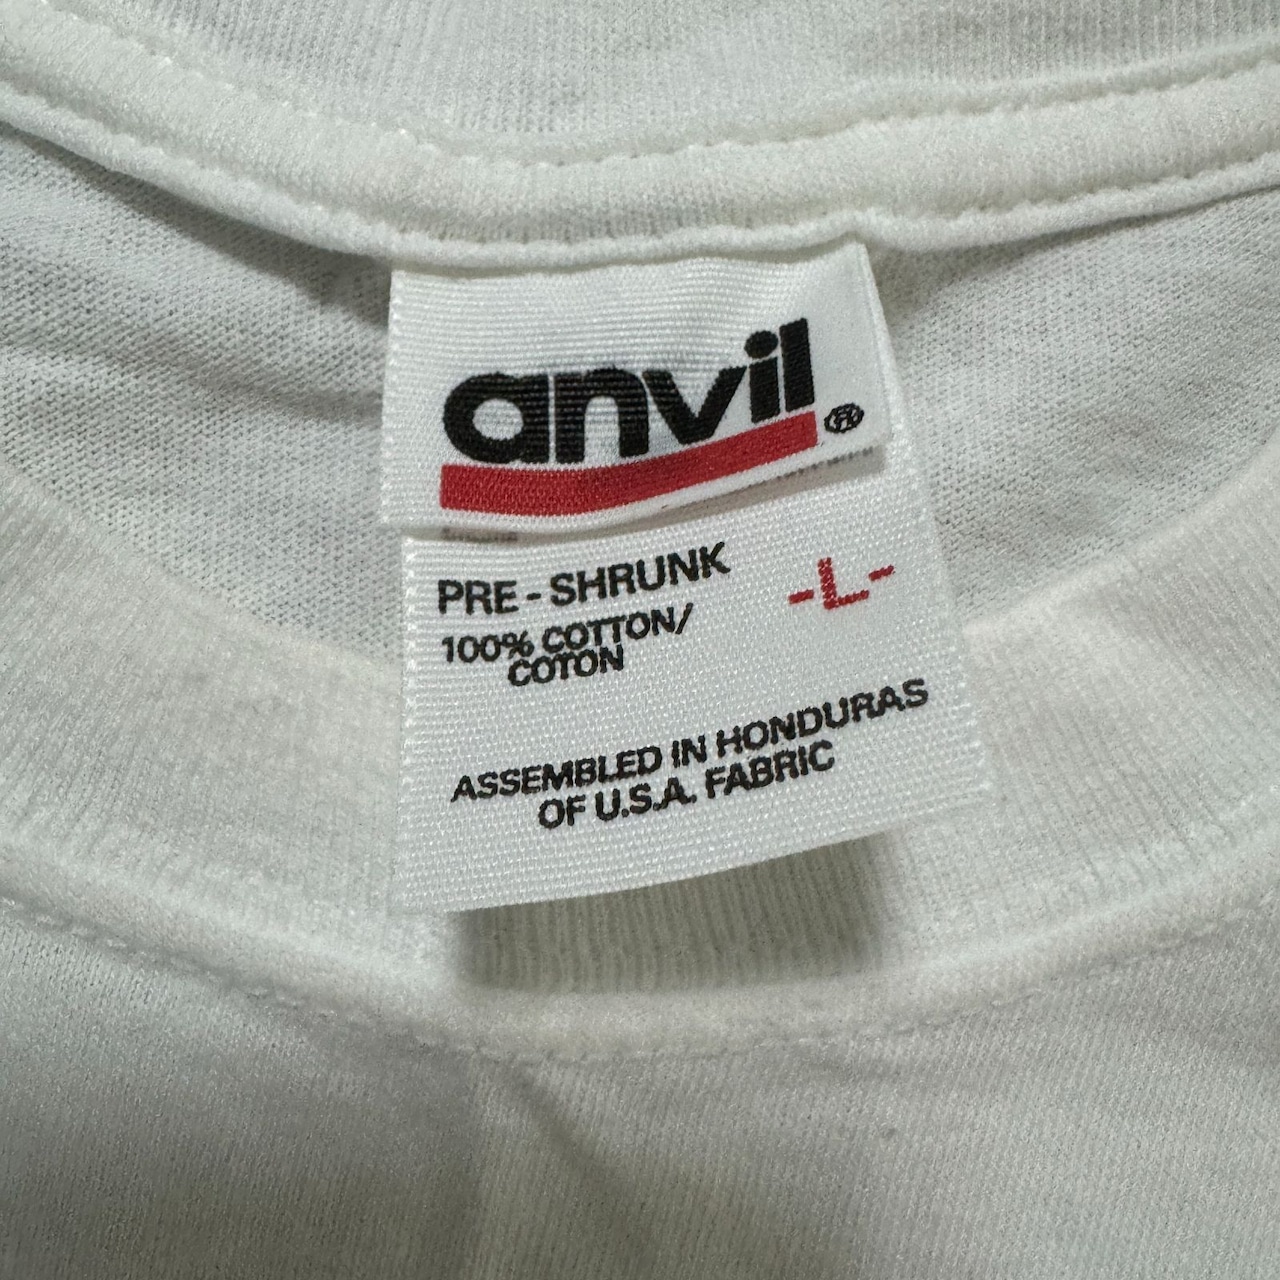 anvil®
PRE-SHRUNK
-L-
100% COTTON/
COTON
ASSEMBLED IN HONDURAS
OF U.S.A. FABRIC